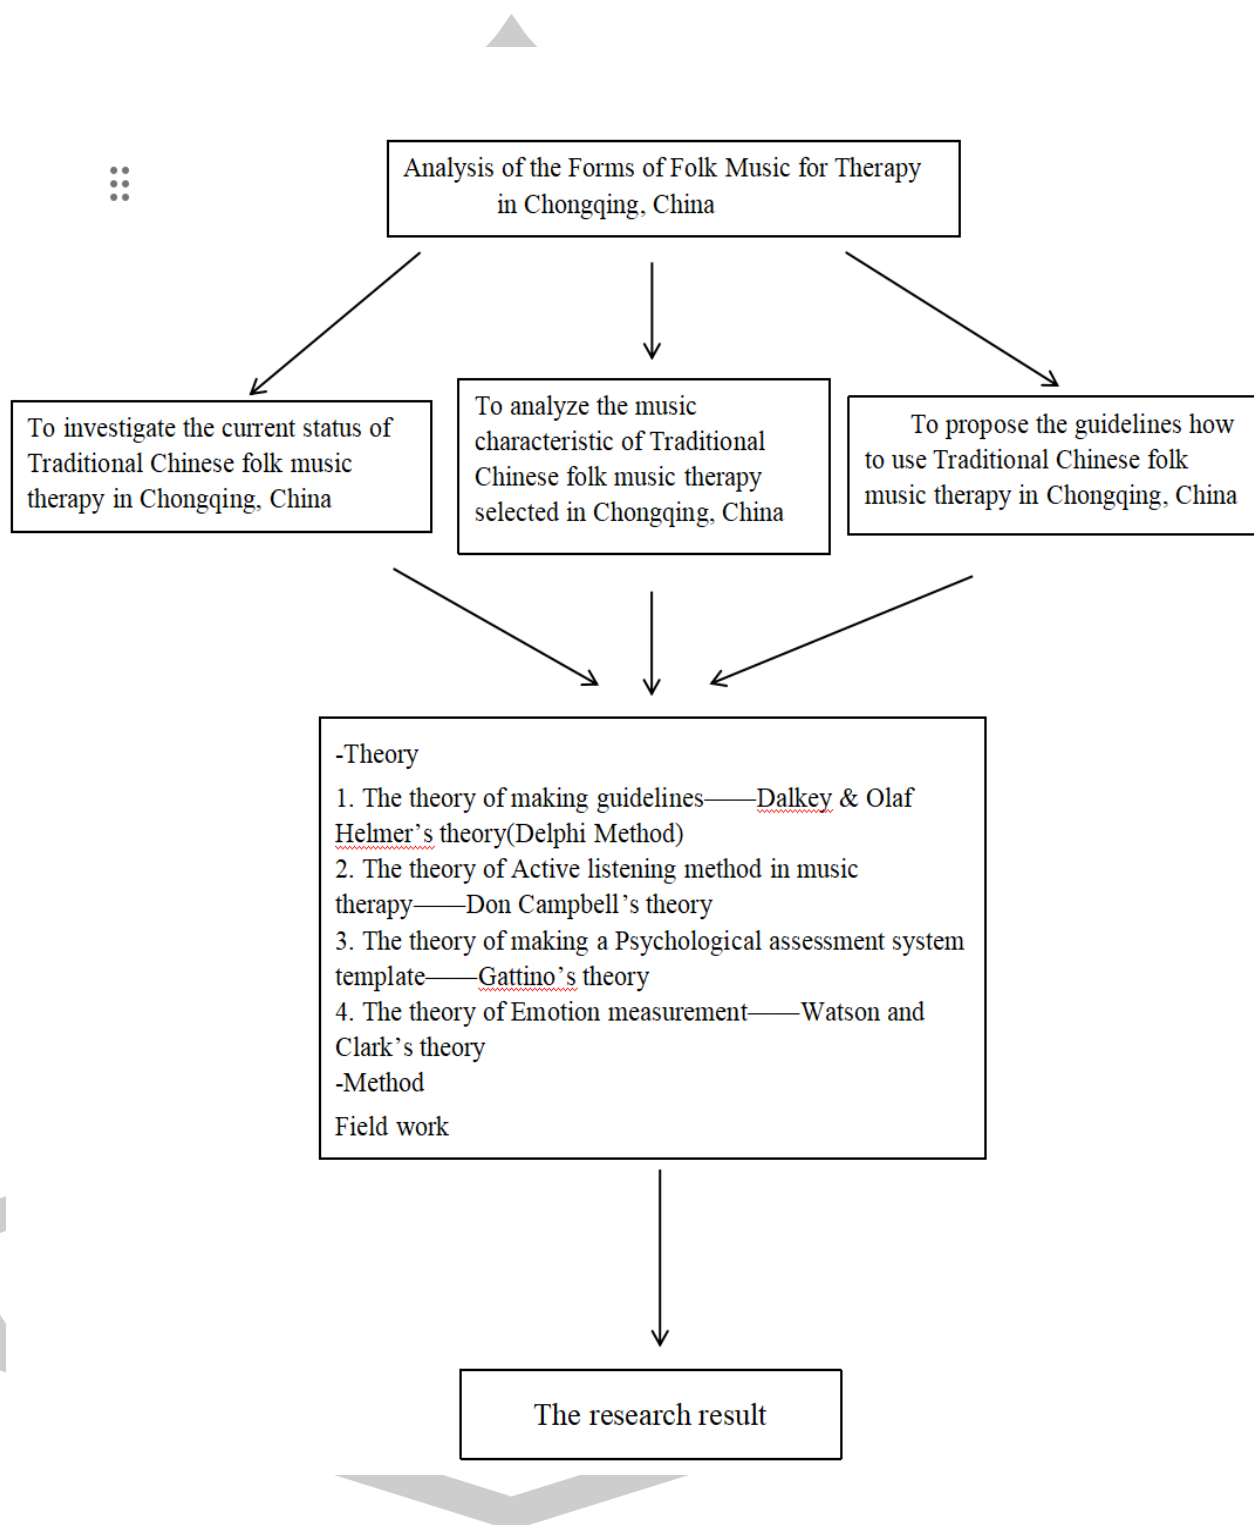 Analysis of the Forms of Folk Music for Therapy
in Chongqing, China
To investigate the current status of
Traditional Chinese folk music
therapy in Chongqing, China
To analyze the music
characteristic of Traditional
Chinese folk music therapy
selected in Chongqing, China
To propose the guidelines how
to use Traditional Chinese folk
music therapy in Chongqing, China
-Theory
1. The theory of making guidelines——Dalkey & Olaf
Helmer’s theory(Delphi Method)
2. The theory of Active listening method in music
therapy——Don Campbell’s theory
3. The theory of making a Psychological assessment system
template——Gattino’s theory
4. The theory of Emotion measurement——Watson and
Clark’s theory
-Method
Field work
The research result